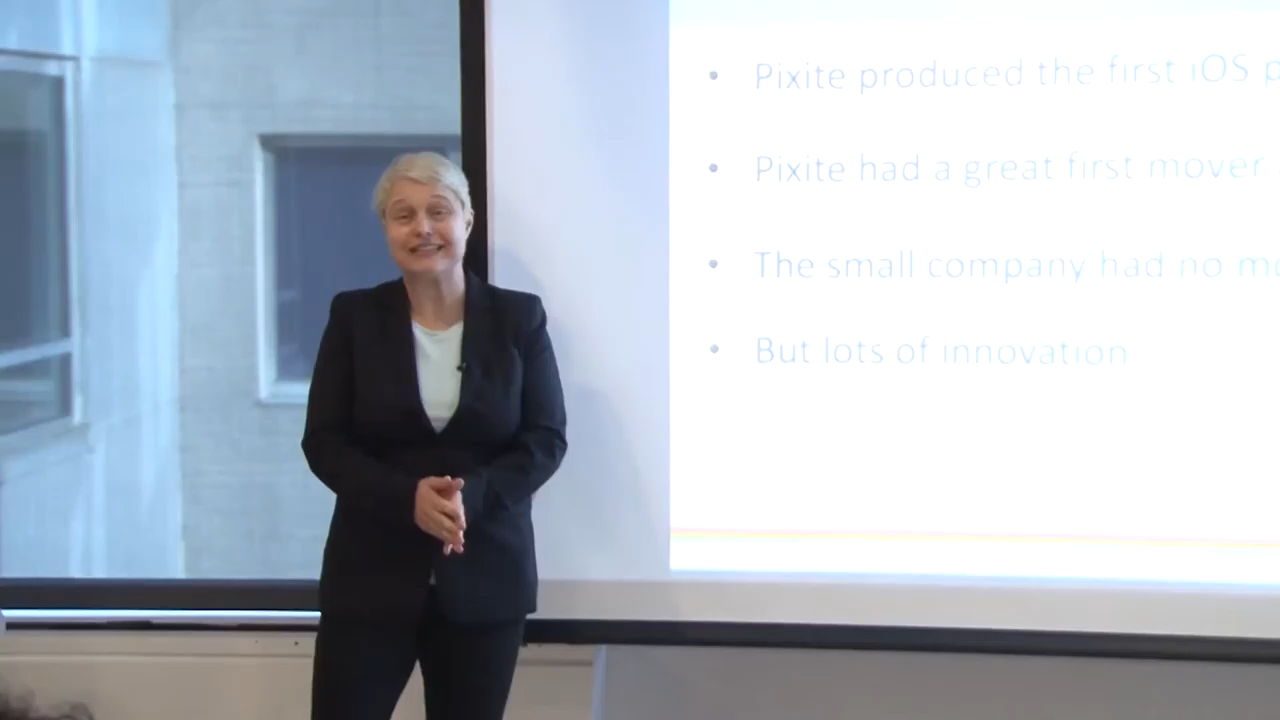 • Pixite produced the first iOS
• Pixite had a great first mover
• The small company had no
• But lots of innovation